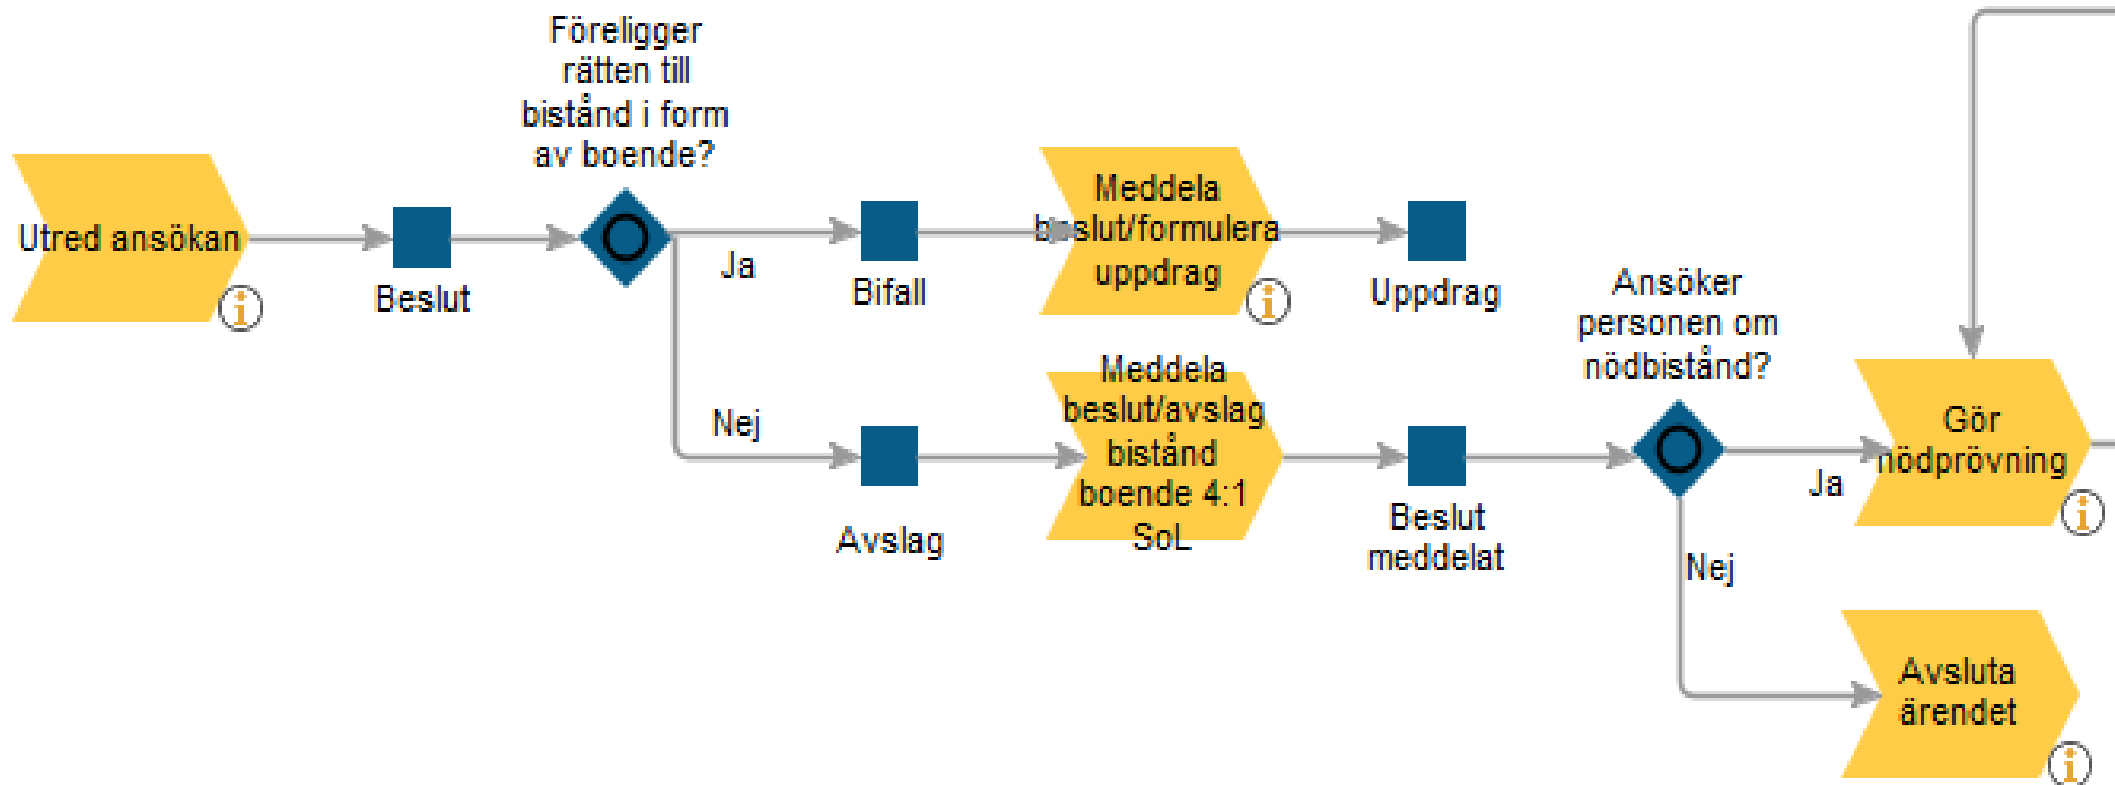 Föreligger
rätten till
bistånd i form
av boende?
Utred ansökan
Beslut
Ja
Bifall
Meddela
beslut/formulera
uppdrag
Uppdrag
Nej
Avslag
Meddela
beslut/avslag
bistånd
boende 4:1
SoL
Beslut
meddelat
Ansöker
personen om
nödbistånd?
Ja
Gör
nödprövning
Nej
Avsluta
ärendet